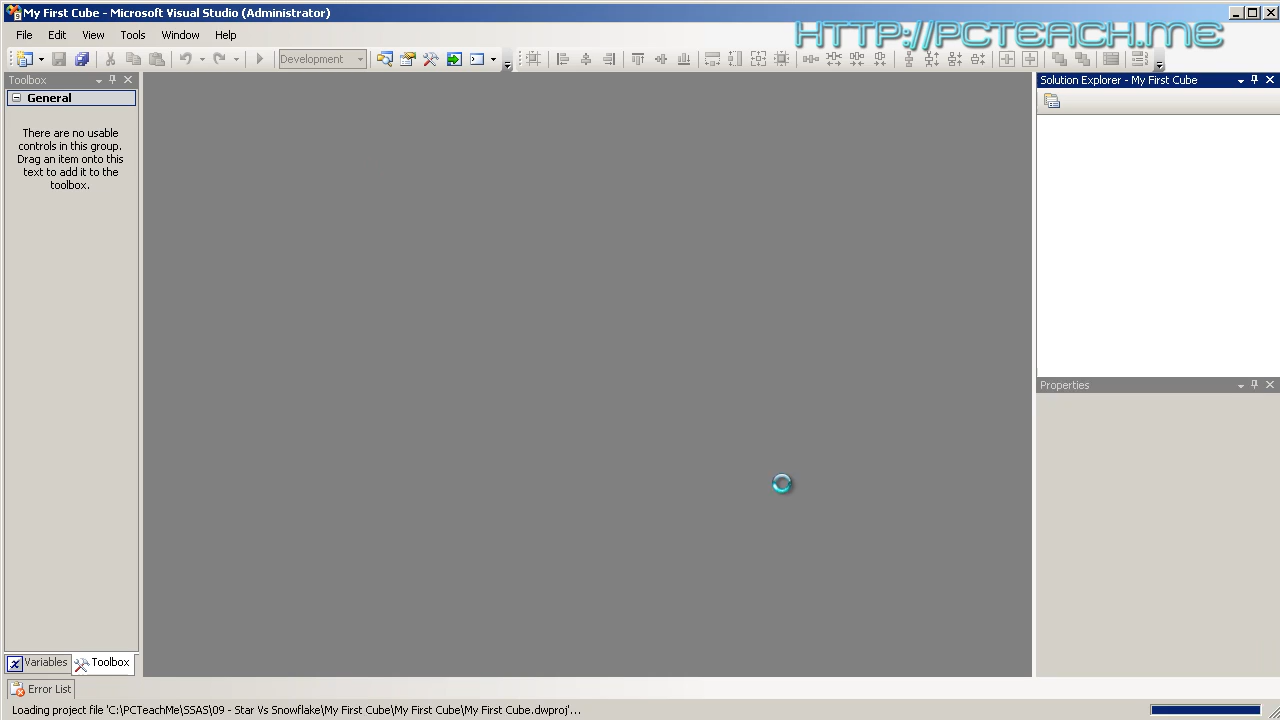 My First Cube - Microsoft Visual Studio (Administrator)
File Edit View Tools Window Help
HTTP://PCTEACH.ME
Developme
Toolbox
General
There are no usable
controls in this group.
Drag an item onto this
text to add it to the
toolbox.
Solution Explorer - My First Cube
Properties
Variables Toolbox
Error List
Loading project file 'C:\PCTeachMe\SSAS\09 - Star Vs Snowflake\My First Cube\My First Cube\My First Cube.dwproj'...